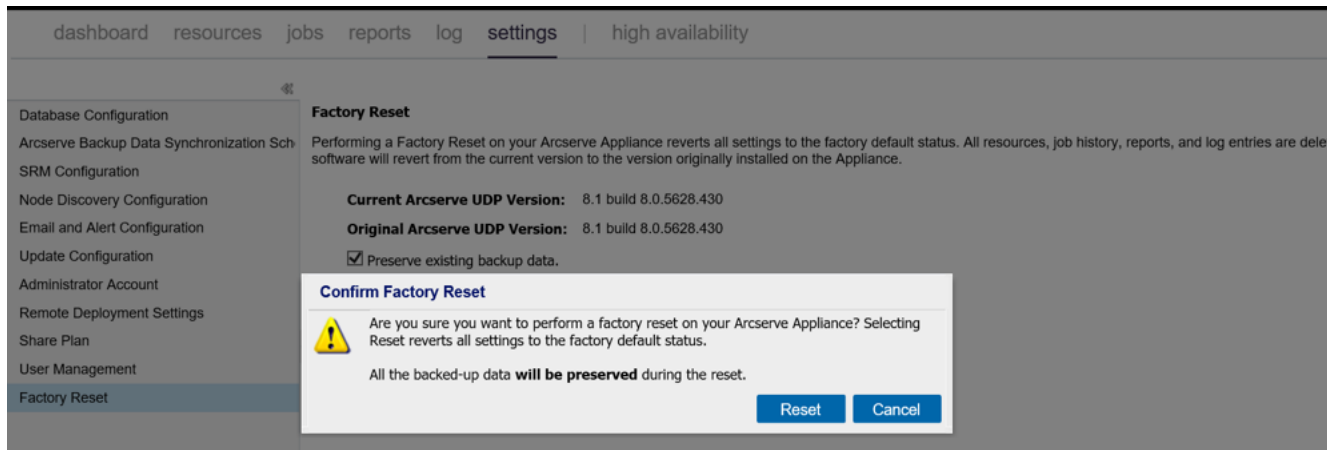 dashboard resources jobs reports log settings | high availability
Database Configuration
Arcserve Backup Data Synchronization Sch
SRM Configuration
Node Discovery Configuration
Email and Alert Configuration
Update Configuration
Administrator Account
Remote Deployment Settings
Share Plan
User Management
Factory Reset
Factory Reset
Performing a Factory Reset on your Arcserve Appliance reverts all settings to the factory default status. All resources, job history, reports, and log entries are dele
software will revert from the current version to the version originally installed on the Appliance.
Current Arcserve UDP Version: 8.1 build 8.0.5628.430
Original Arcserve UDP Version: 8.1 build 8.0.5628.430
Preserve existing backup data.
Confirm Factory Reset
Are you sure you want to perform a factory reset on your Arcserve Appliance? Selecting
Reset reverts all settings to the factory default status.
All the backed-up data will be preserved during the reset.
Reset Cancel